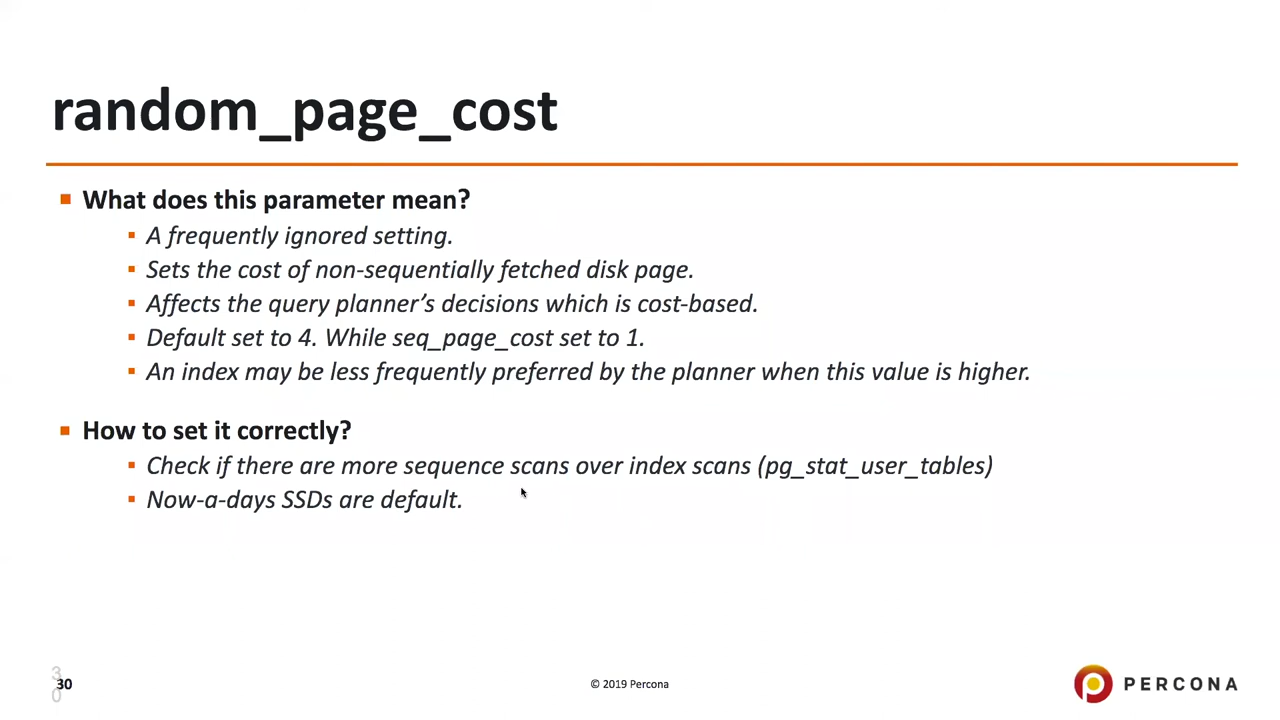 random_page_cost
What does this parameter mean?
A frequently ignored setting.
Sets the cost of non-sequentially fetched disk page.
Affects the query planner’s decisions which is cost-based.
Default set to 4. While seq_page_cost set to 1.
An index may be less frequently preferred by the planner when this value is higher.
How to set it correctly?
Check if there are more sequence scans over index scans (pg_stat_user_tables)
Now-a-days SSDs are default.
30
30
© 2019 Percona
PERCONA